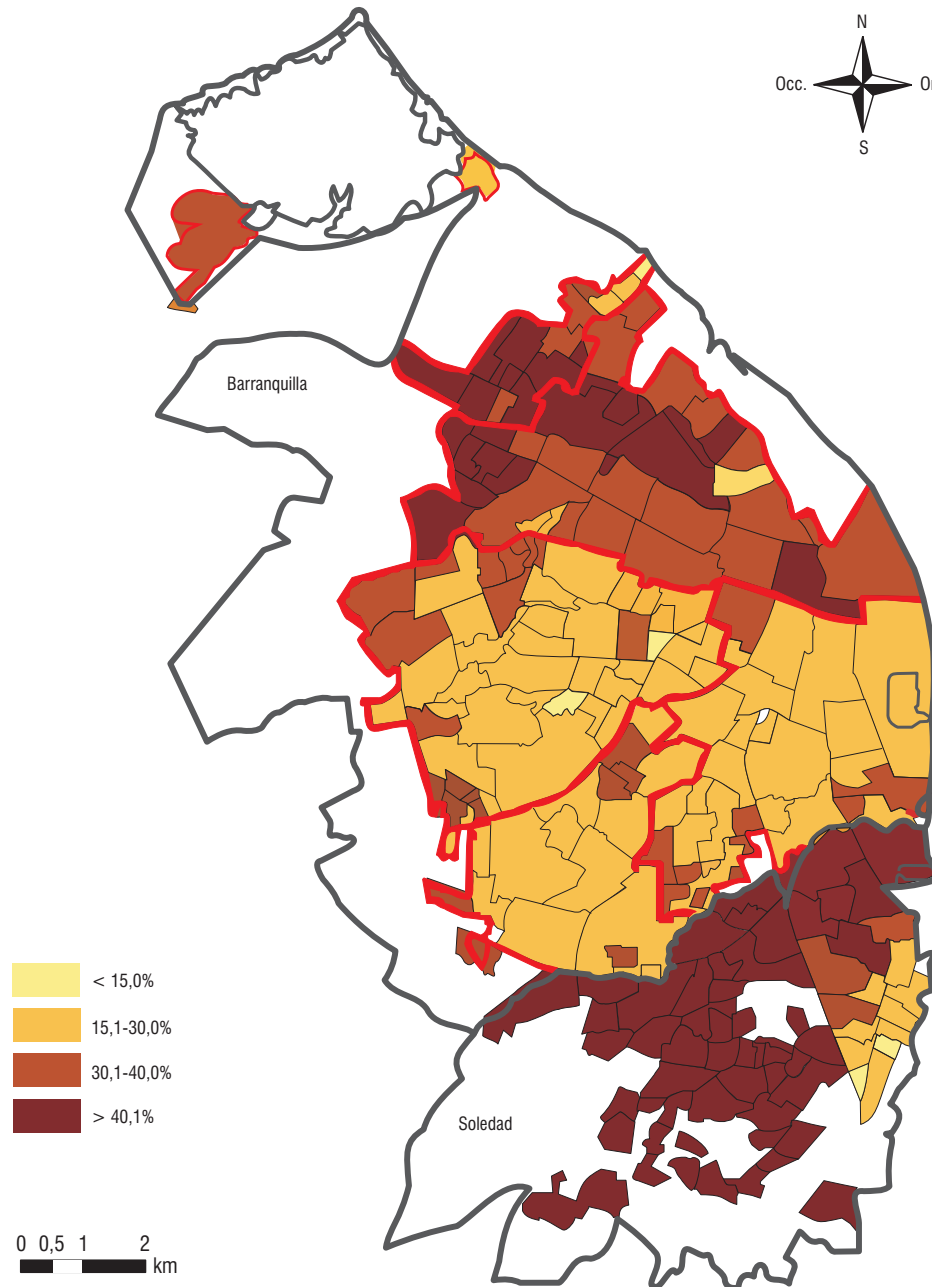 N
Occ.
Or
S
Barranquilla
< 15,0%
15,1-30,0%
30,1-40,0%
> 40,1%
Soledad
0 0,5 1 2
km